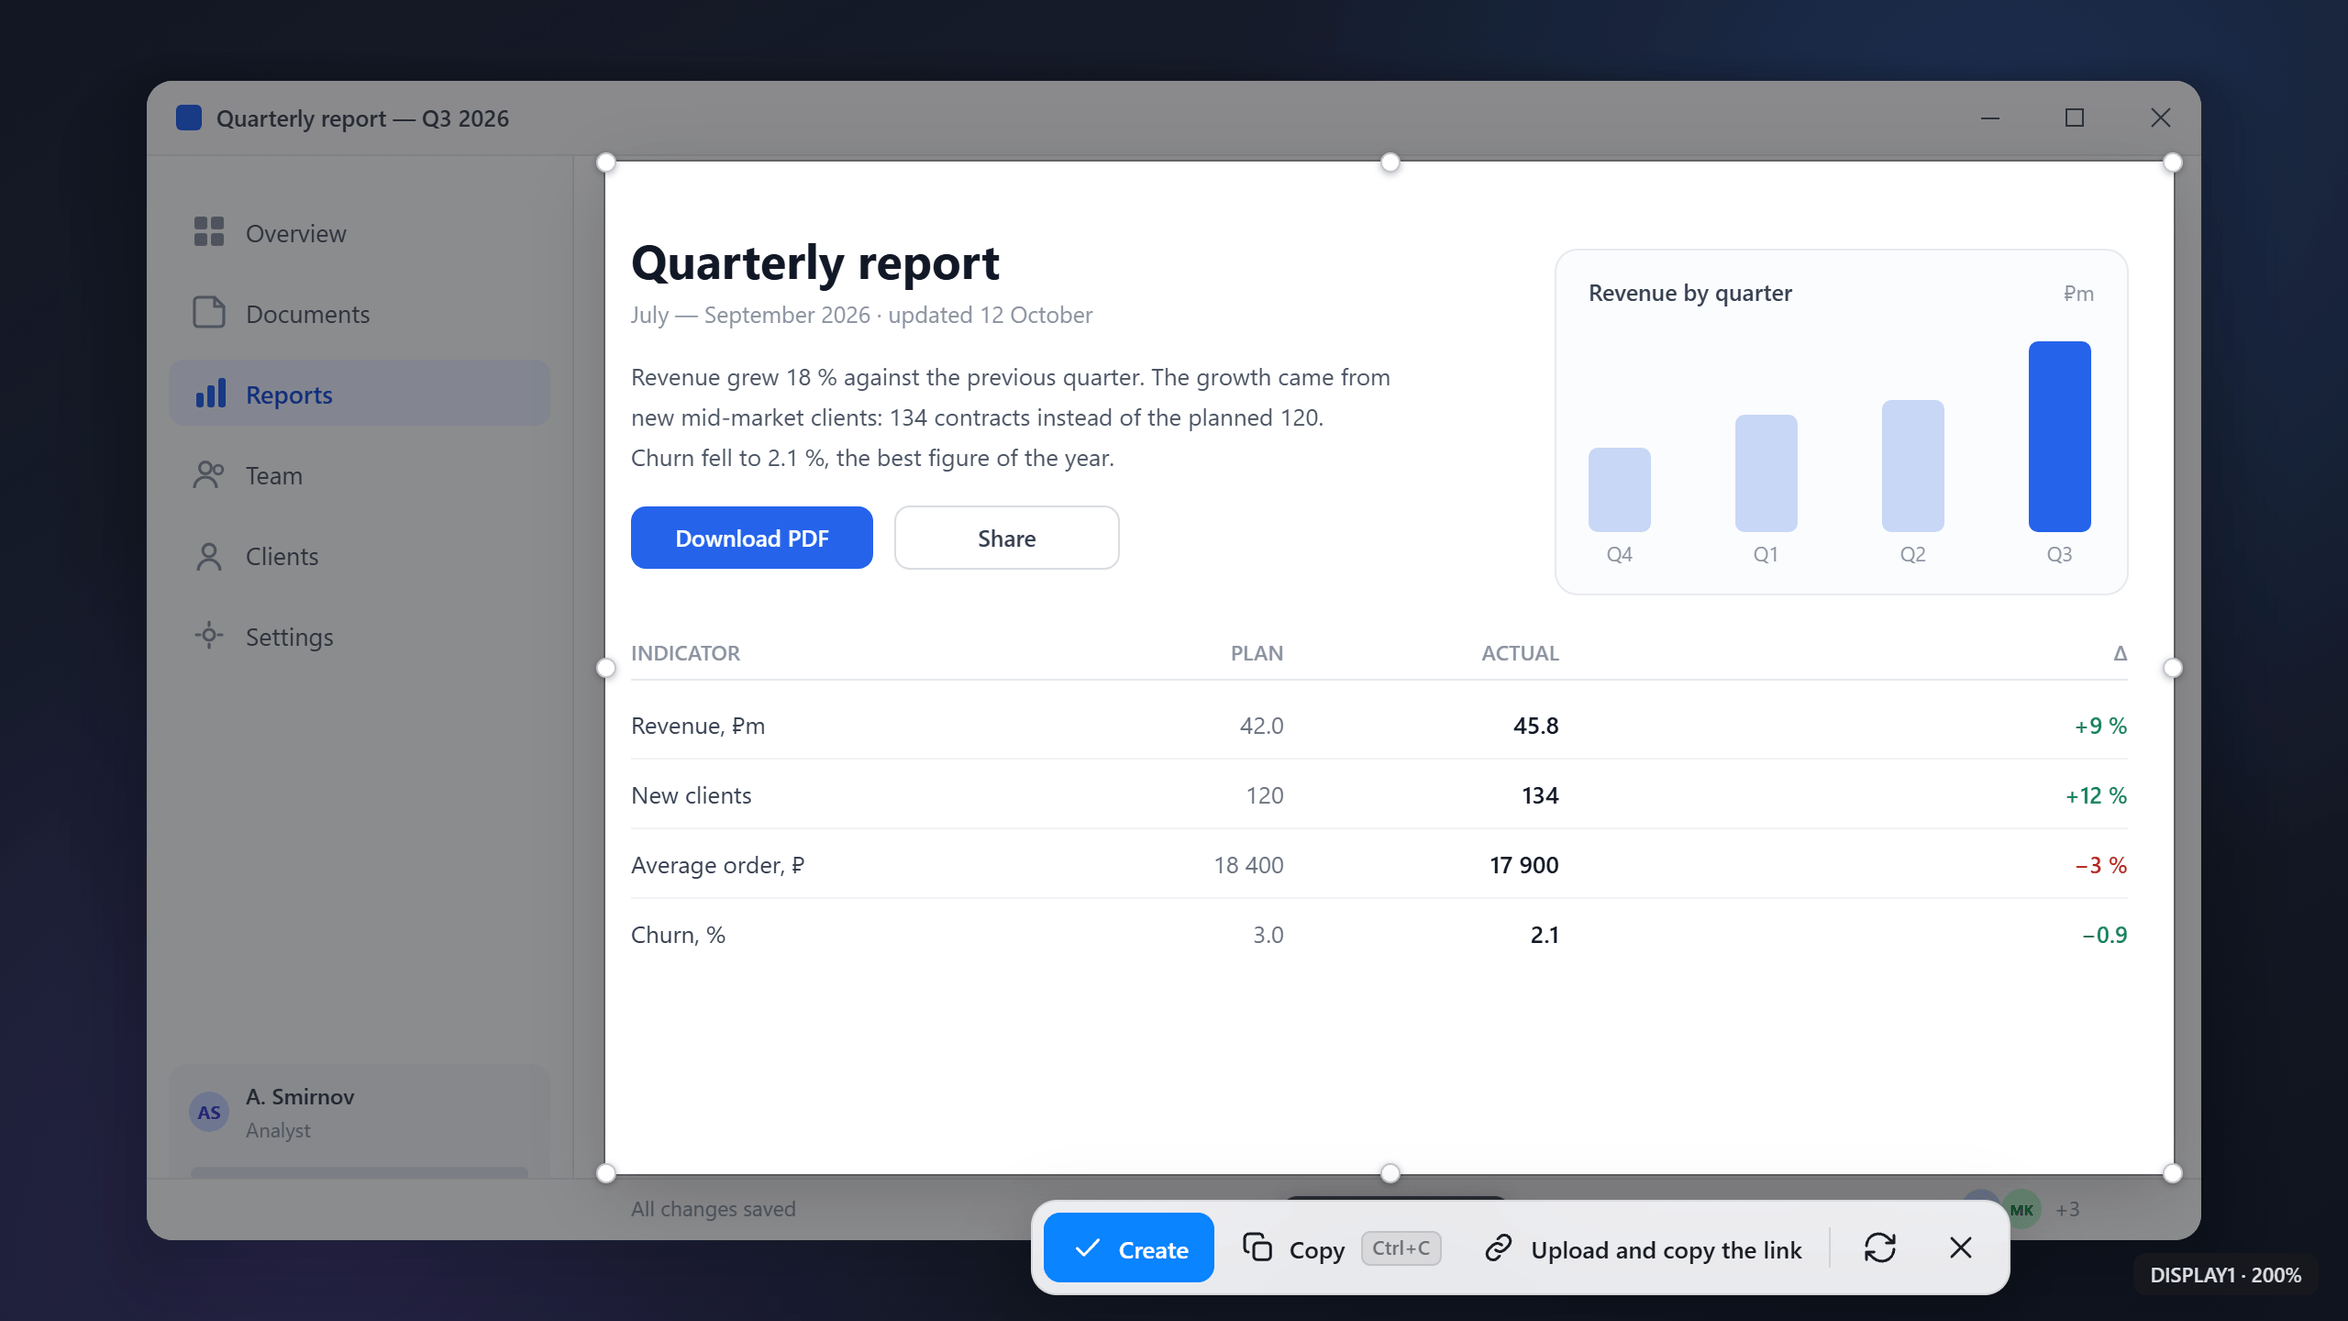 Quarterly report — Q3 2026
Overview
Documents
Reports
Team
Clients
Settings
A. Smirnov
AS
Analyst
Quarterly report
July — September 2026 · updated 12 October
Revenue grew 18 % against the previous quarter. The growth came from
new mid-market clients: 134 contracts instead of the planned 120.
Churn fell to 2.1 %, the best figure of the year.
Download PDF Share
Revenue by quarter ₽m
Q4 Q1 Q2 Q3
INDICATOR PLAN ACTUAL Δ
Revenue, ₽m 42.0 45.8 +9 %
New clients 120 134 +12 %
Average order, ₽ 18 400 17 900 −3 %
Churn, % 3.0 2.1 −0.9
All changes saved
MK +3
Create Copy Ctrl+C Upload and copy the link
DISPLAY1 · 200%